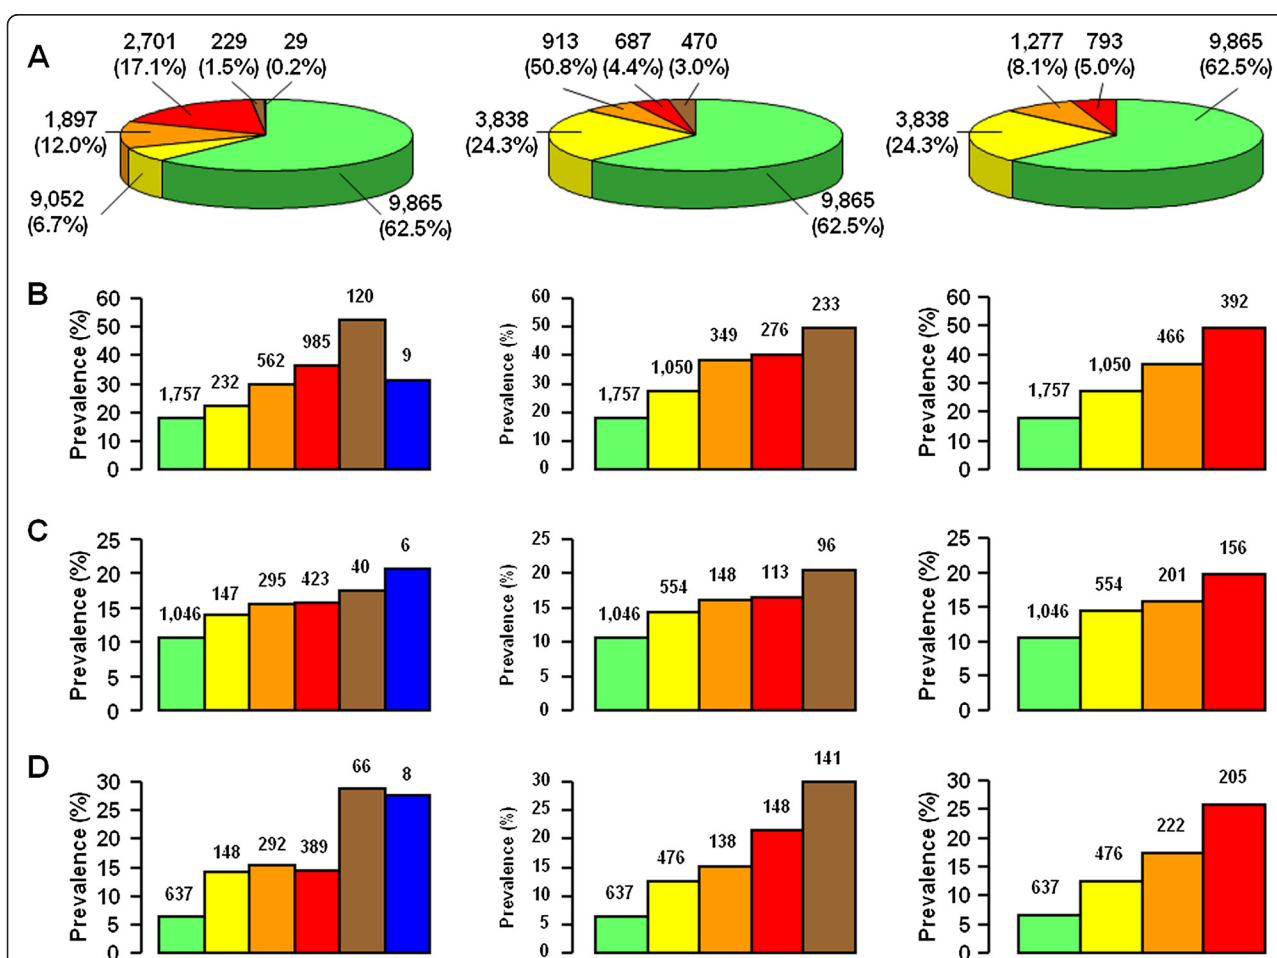 A
2,701 229 29
(17.1%) (1.5%) (0.2%)
1,897
(12.0%)
9,052
(6.7%)
9,865
(62.5%)
913 687 470
(50.8%) (4.4%) (3.0%)
3,838
(24.3%)
9,865
(62.5%)
1,277 793 9,865
(8.1%) (5.0%) (62.5%)
3,838
(24.3%)
B
Prevalence (%)
60
50
40
30
20
10
0
1,757 232 562 985 120 9
Prevalence (%)
60
50
40
30
20
10
0
1,757 1,050 349 276 233
Prevalence (%)
60
50
40
30
20
10
0
1,757 1,050 466 392
C
Prevalence (%)
25
20
15
10
5
0
1,046 147 295 423 40 6
Prevalence (%)
25
20
15
10
5
0
1,046 554 148 113 96
Prevalence (%)
25
20
15
10
5
0
1,046 554 201 156
D
Prevalence (%)
30
25
20
15
10
5
0
637 148 292 389 66 8
Prevalence (%)
30
25
20
15
10
5
0
637 476 138 148 141
Prevalence (%)
30
25
20
15
10
5
0
637 476 222 205